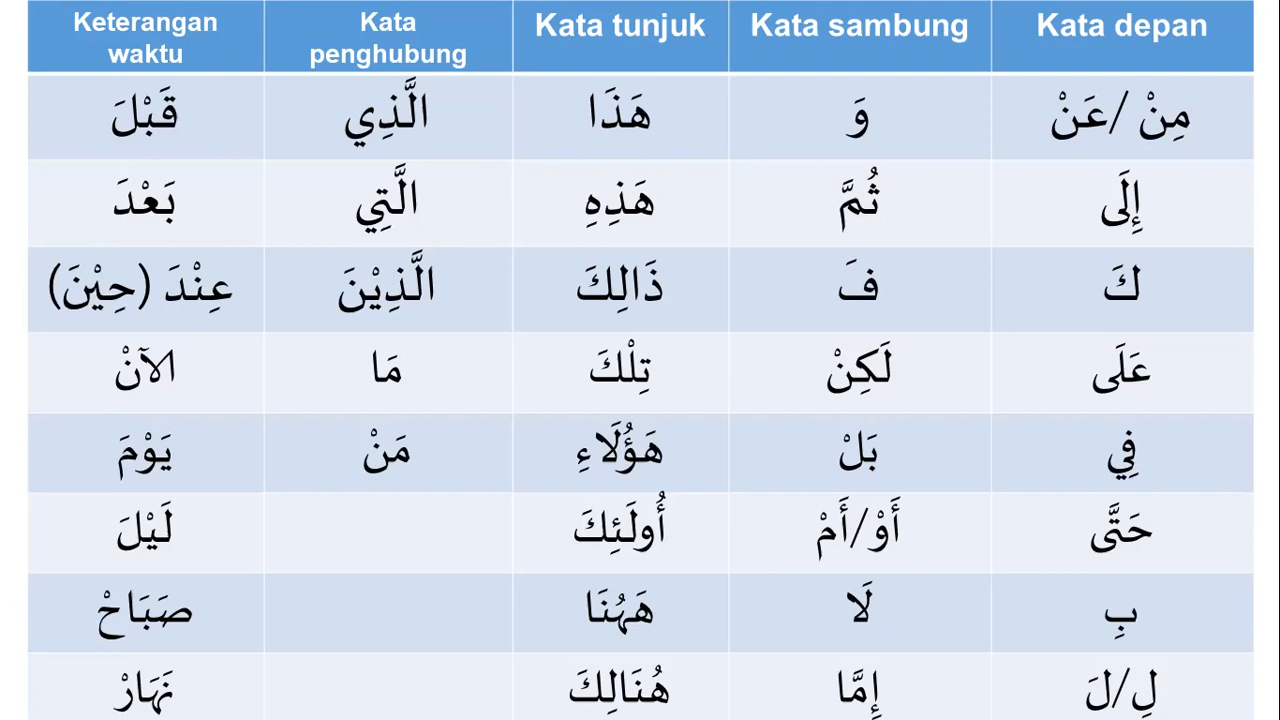 Keterangan waktu Kata penghubung Kata tunjuk Kata sambung Kata depan
قَبْلَ الَّذِي هَذَا وَ مِنْ /عَنْ
بَعْدَ الَّتِي هَذِهِ ثُمَّ إِلَى
عِنْدَ (حِيْنَ) الَّذِيْنَ ذَالِكَ فَ كَ
الآنْ مَا تِلْكَ لَكِنْ عَلَى
يَوْمَ مَنْ هَؤُلَاءِ بَلْ فِي
لَيْلَ أُولَئِكَ أَوْ/أَمْ حَتَّى
صَبَاحْ هَهُنَا لَا بِ
نَهَارْ هُنَالِكَ إِمَّا لِ/لَ